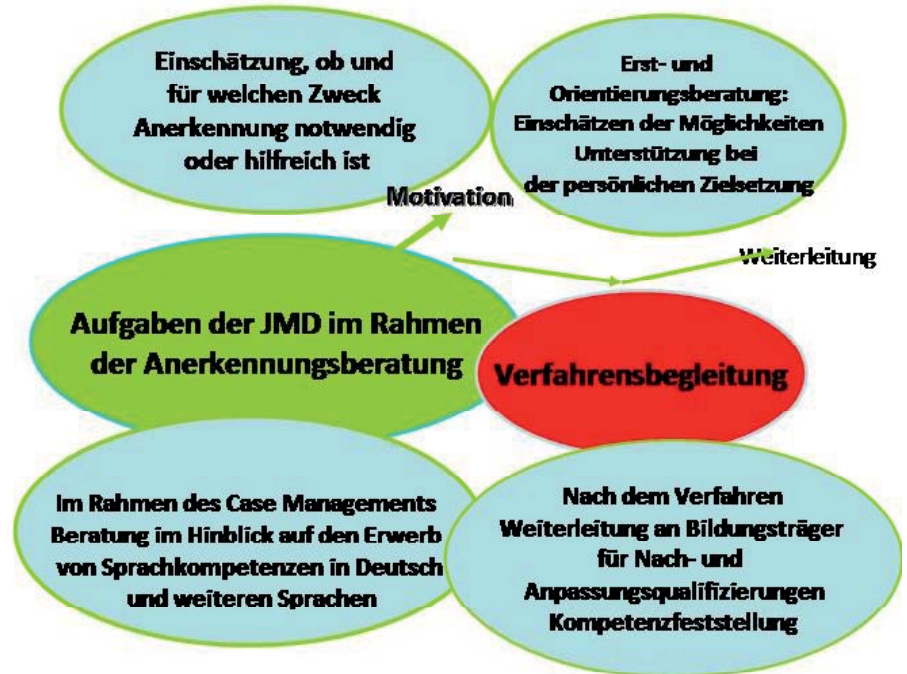 Einschätzung, ob und
für welchen Zweck
Anerkennung notwendig
oder hilfreich ist
Erst- und
Orientierungsberatung:
Einschätzen der Möglichkeiten
Unterstützung bei
der persönlichen Zielsetzung
Motivation
Weiterleitung
Aufgaben der JMD im Rahmen
der Anerkennungsberatung
Verfahrensbegleitung
Im Rahmen des Case Managements
Beratung im Hinblick auf den Erwerb
von Sprachkompetenzen in Deutsch
und weiteren Sprachen
Nach dem Verfahren
Weiterleitung an Bildungsträger
für Nach- und
Anpassungsqualifizierungen
Kompetenzfeststellung